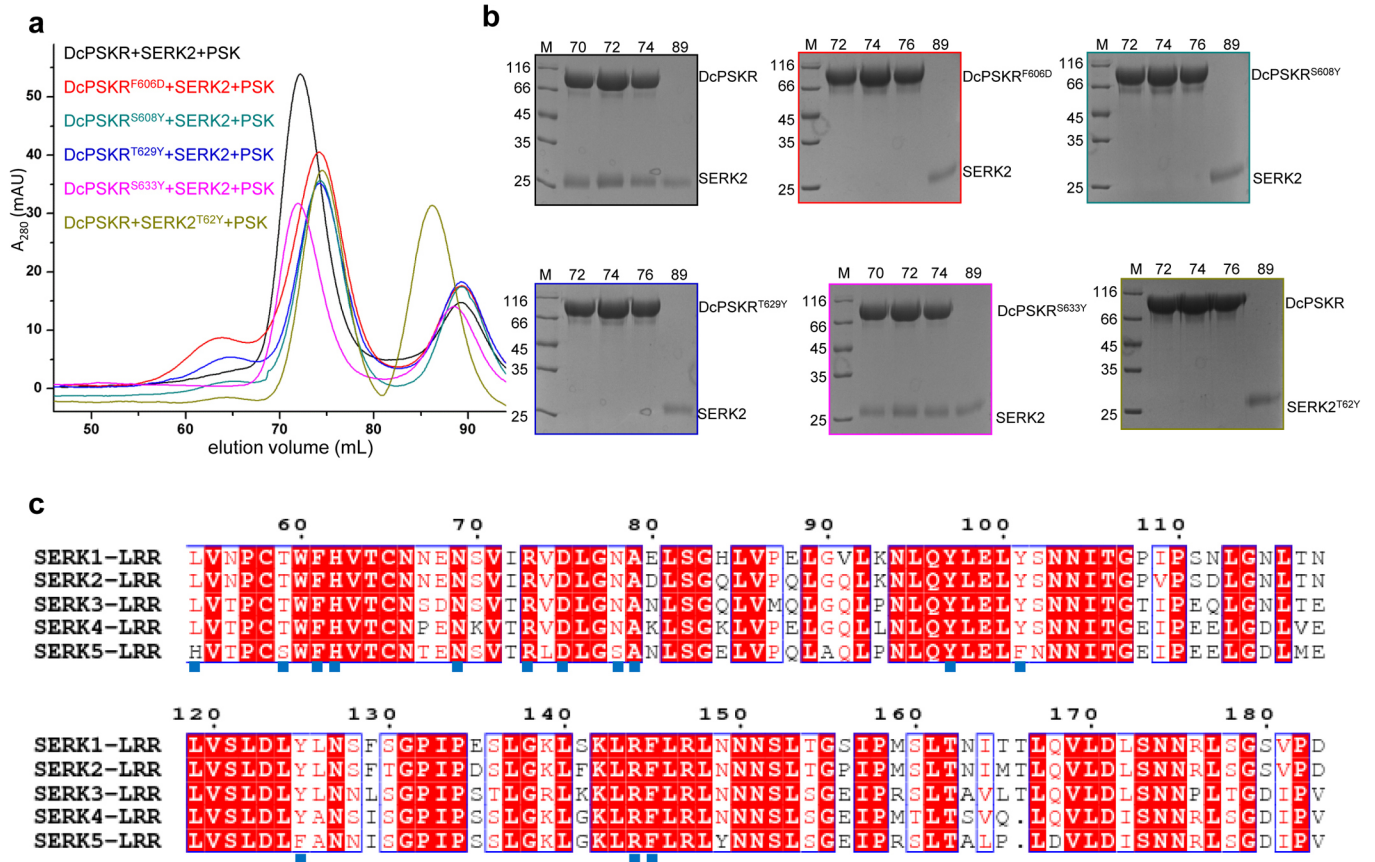 a
DcPSKR+SERK2+PSK
DcPSKR^F606D+SERK2+PSK
DcPSKR^S608Y+SERK2+PSK
DcPSKR^T629Y+SERK2+PSK
DcPSKR^S633Y+SERK2+PSK
DcPSKR+SERK2^T62Y+PSK
A280 (mAU)
50
40
30
20
10
0
50 60 70 80 90
elution volume (mL)
b
M 70 72 74 89
116
66
45
35
25
DcPSKR
SERK2
M 72 74 76 89
116
66
45
35
25
DcPSKR^F606D
SERK2
M 72 74 76 89
116
66
45
35
25
DcPSKR^S608Y
SERK2
M 72 74 76 89
116
66
45
35
25
DcPSKR^T629Y
SERK2
M 70 72 74 89
116
66
45
35
25
DcPSKR^S633Y
SERK2
M 72 74 76 89
116
66
45
35
25
DcPSKR
SERK2^T62Y
c
60 70 80 90 100 110
SERK1-LRR LVNPCTWFHVTCNNENSVIRVDLGNAELSGHLVPELGVLKNLQYLELYSNNITGPIPSNLGNLTN
SERK2-LRR LVNPCTWFHVTCNNENSVIRVDLGNADLSGQLVPQLGQLKNLQYLELYSNNITGPVPSDLGNLTN
SERK3-LRR LVTPCTWFHVTCNSDNSVTRVDLGNANLSGQLVMQLGQLPNLQYLELYSNNITGTIPEQLGNLTE
SERK4-LRR LVTPCTWFHVTCNPENKVTRVDLGNAKLSGKLVPELGQLLNLQYLELYSNNITGEIPEELGDLVE
SERK5-LRR HVTPCSWFHVTCNTENSVTRLDLGSANLSGELVPQLAQLPNLQYLELFNNNITGEIPEELGDLME
120 130 140 150 160 170 180
SERK1-LRR LVSLDLYLNSFSGPIPESLGKLSKLRFLRLNNNSLTGSIPMSLTNITTLQVLDLSNNRLSGSVPD
SERK2-LRR LVSLDLYLNSFTGPIPDSLGKLFKLRFLRLNNNSLTGPIPMSLTNIMTLQVLDLSNNRLSGSVPD
SERK3-LRR LVSLDLYLNNLSGPIPSTLGRLKKLRFLRLNNNSLSGEIPRSLTAVLTLQVLDLSNNPLTGDIPV
SERK4-LRR LVSLDLYANSISGPIPSSLGKLGKLRFLRLNNNSLSGEIPMTLTSVQ.LQVLDISNNRLSGDIPV
SERK5-LRR LVSLDLFANNISGPIPSSLGKLGKLRFLRLYNNSLSGEIPRSLTALP.LDVLDISNNRLSGDIPV